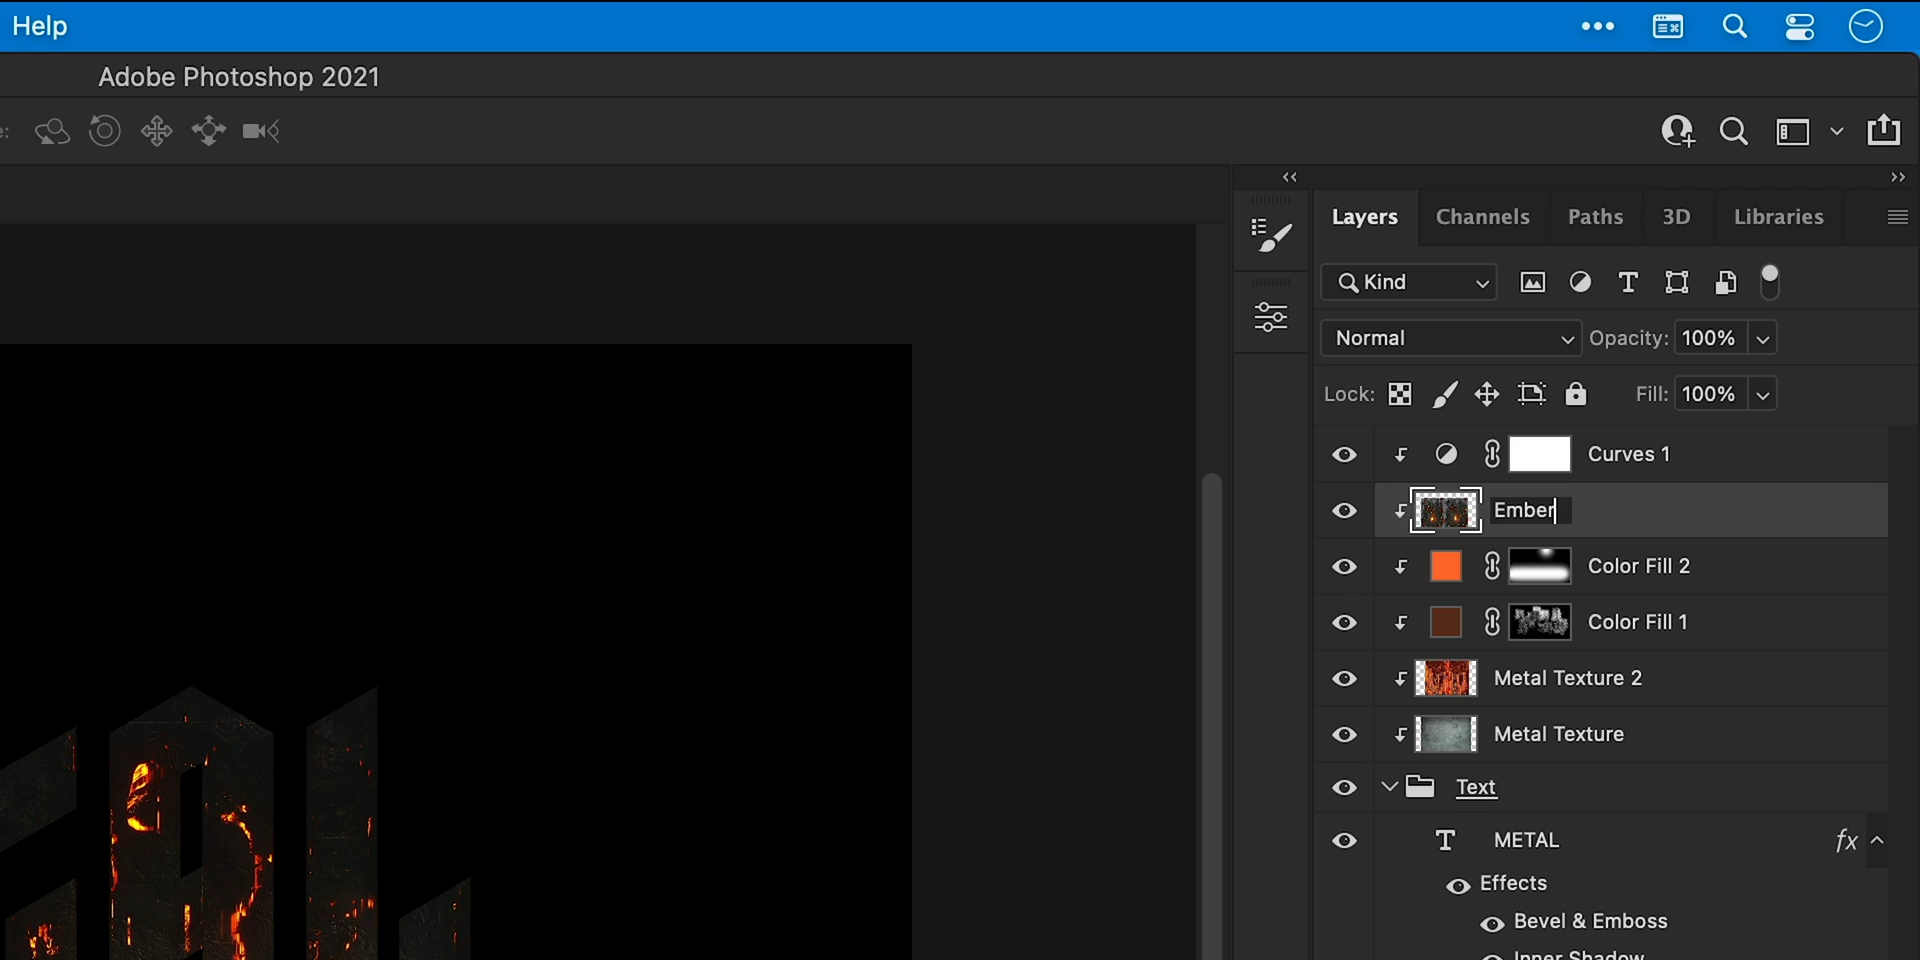 Help
Adobe Photoshop 2021
e:
Layers Channels Paths 3D Libraries
Kind
Normal Opacity: 100%
Lock: Fill: 100%
Curves 1
Ember
Color Fill 2
Color Fill 1
Metal Texture 2
Metal Texture
Text
T METAL fx
Effects
Bevel & Emboss
Inner Shadow